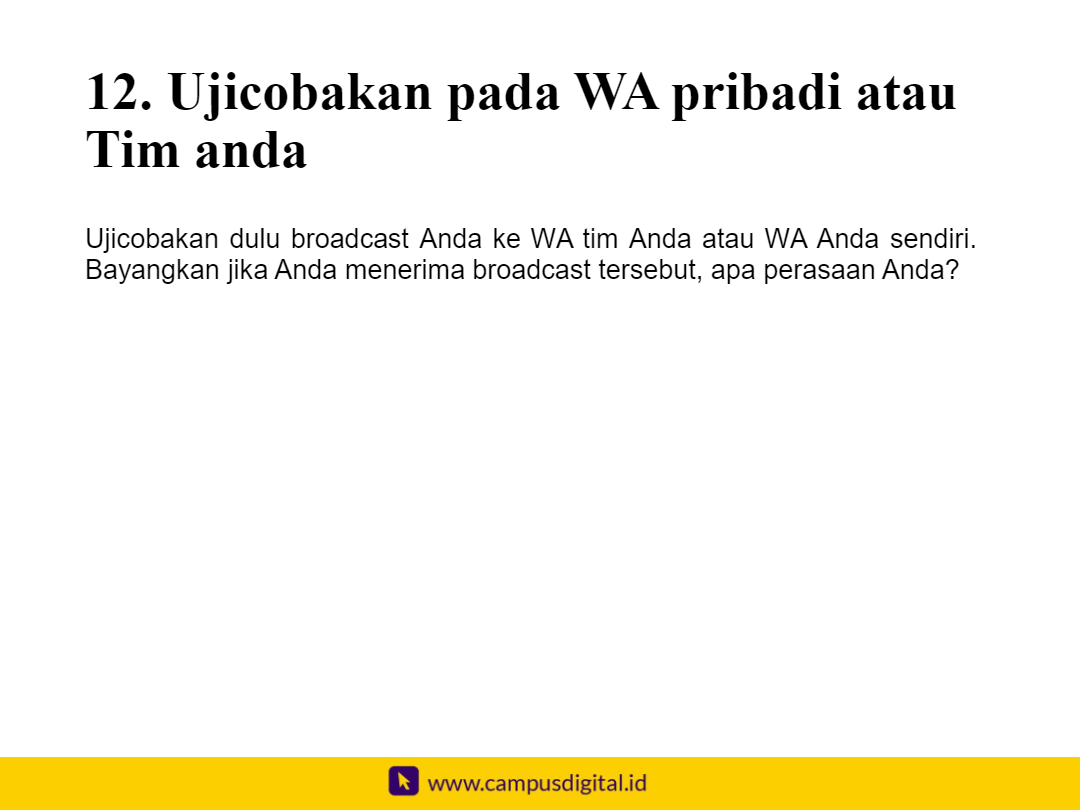 12. Ujicobakan pada WA pribadi atau
Tim anda
Ujicobakan dulu broadcast Anda ke WA tim Anda atau WA Anda sendiri.
Bayangkan jika Anda menerima broadcast tersebut, apa perasaan Anda?
www.campusdigital.id